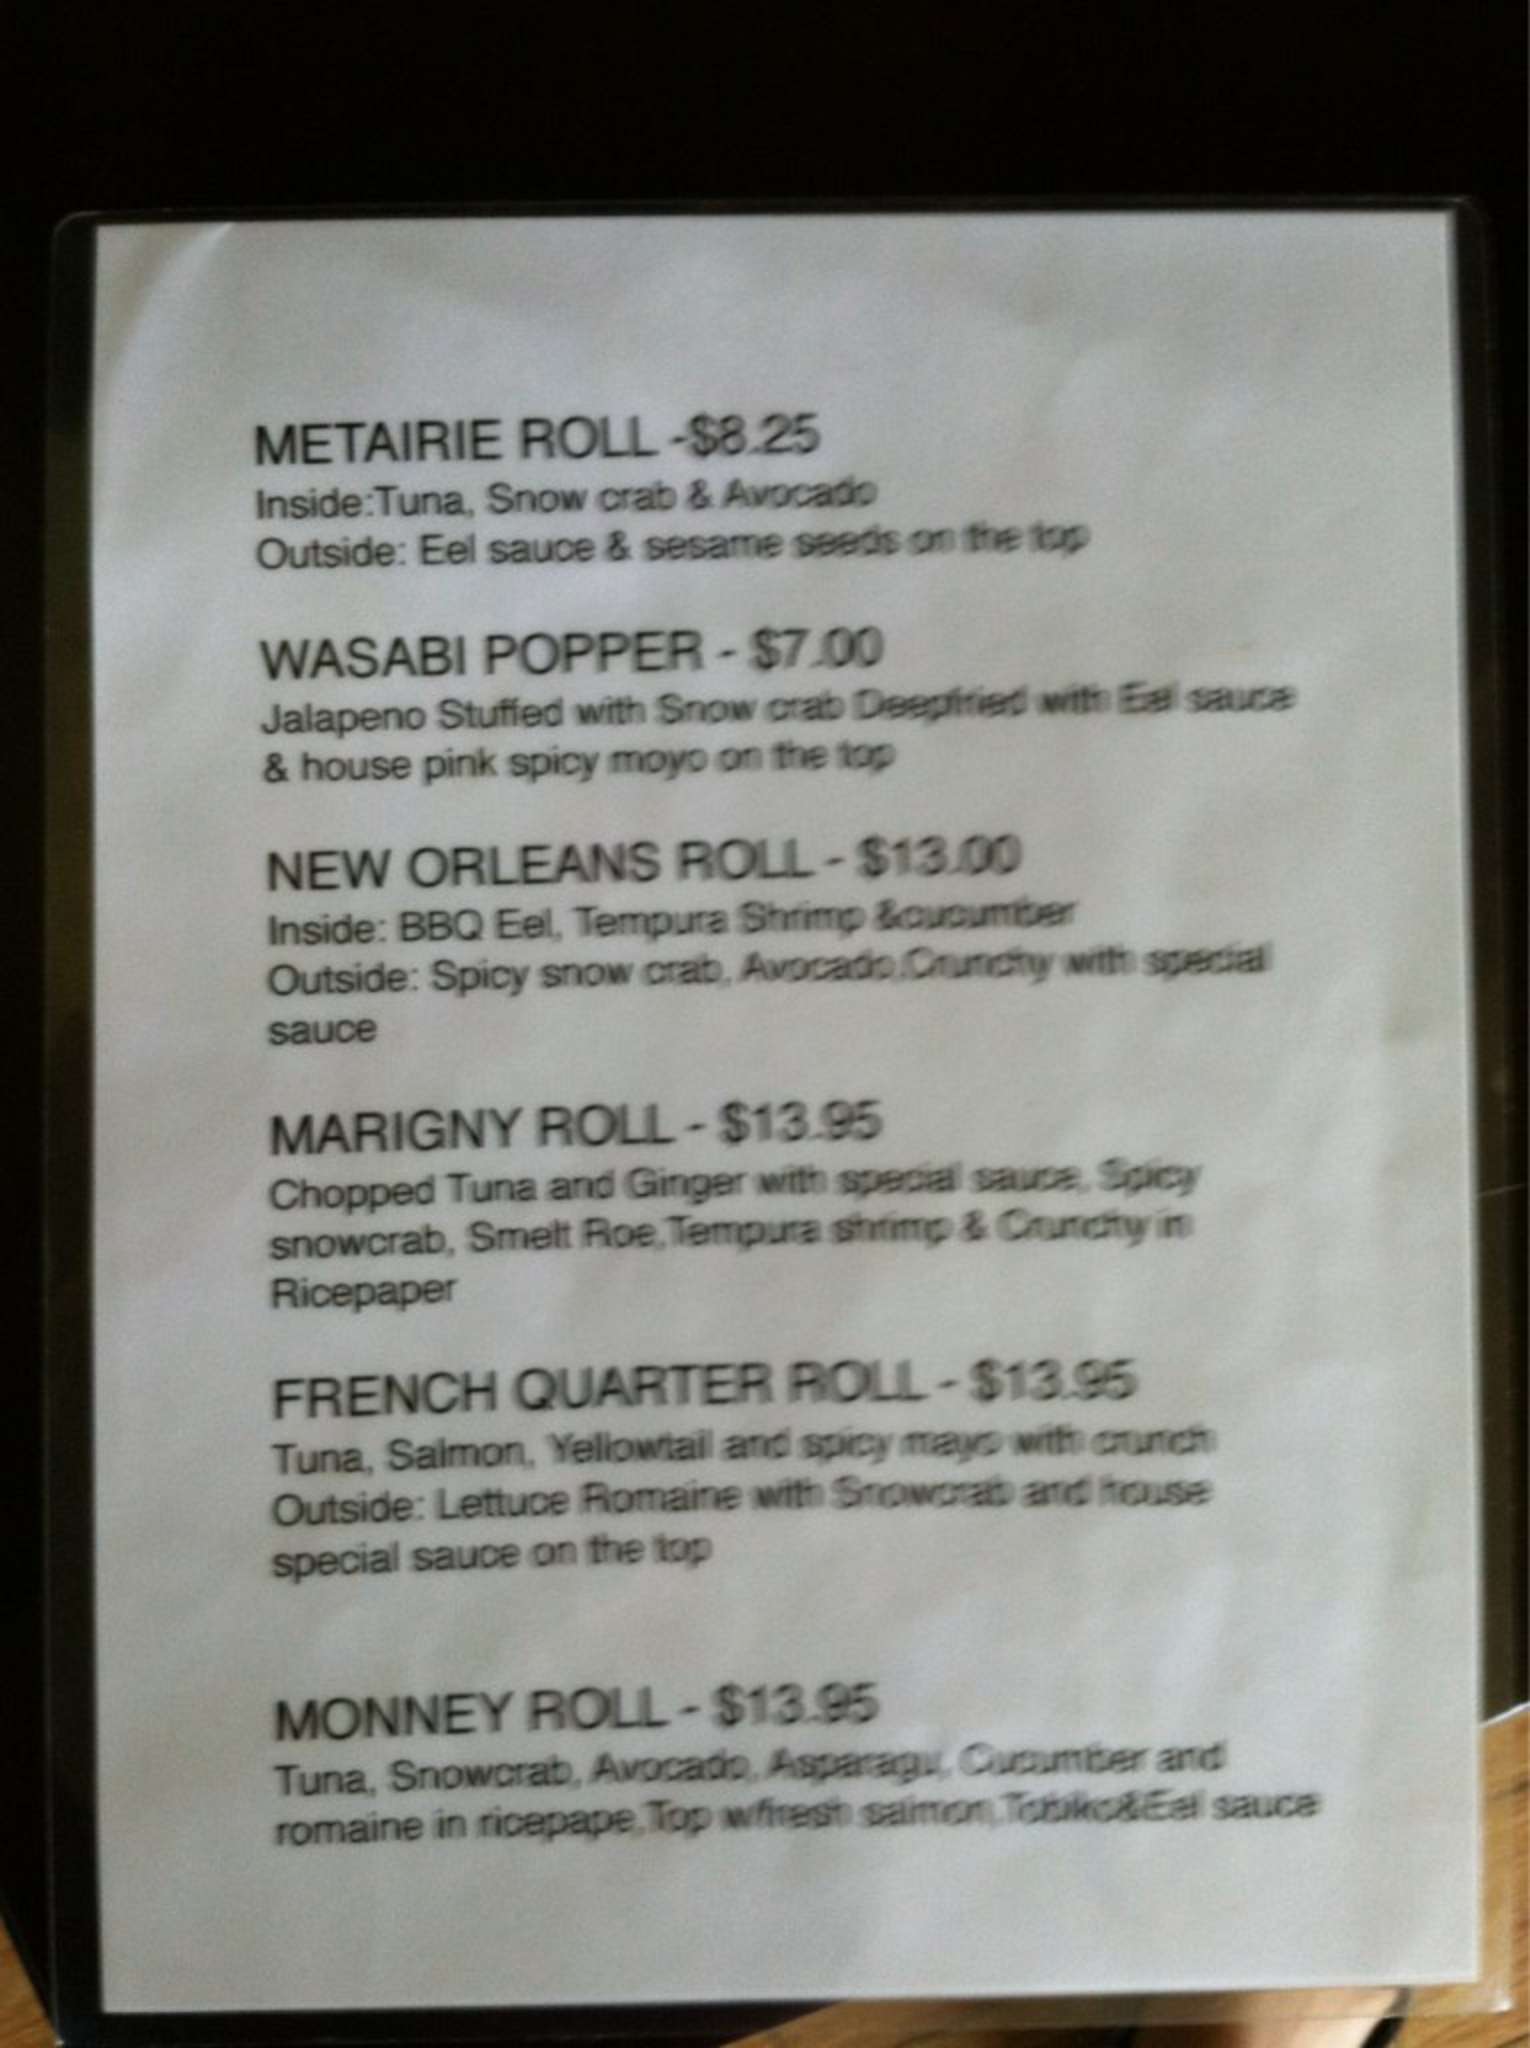 METAIRIE ROLL -$8.25
Inside:Tuna, Snow crab & Avocado
Outside: Eel sauce & sesame seeds on the top
WASABI POPPER - $7.00
Jalapeno Stuffed with Snow crab Deepfried with Eel sauce
& house pink spicy moyo on the top
NEW ORLEANS ROLL - $13.00
Inside: BBQ Eel, Tempura Shrimp &cucumber
Outside: Spicy snow crab, Avocado,Crunchy with special
sauce
MARIGNY ROLL - $13.95
Chopped Tuna and Ginger with special sauce, Spicy
snowcrab, Smelt Roe,Tempura shrimp & Crunchy in
Ricepaper
FRENCH QUARTER ROLL - $13.95
Tuna, Salmon, Yellowtail and spicy mayo with crunch
Outside: Lettuce Romaine with Snowcrab and house
special sauce on the top
MONNEY ROLL - $13.95
Tuna, Snowcrab, Avocado, Asparagu, Cucumber and
romaine in ricepape,Top w/fresh salmon,Tobiko&Eel sauce